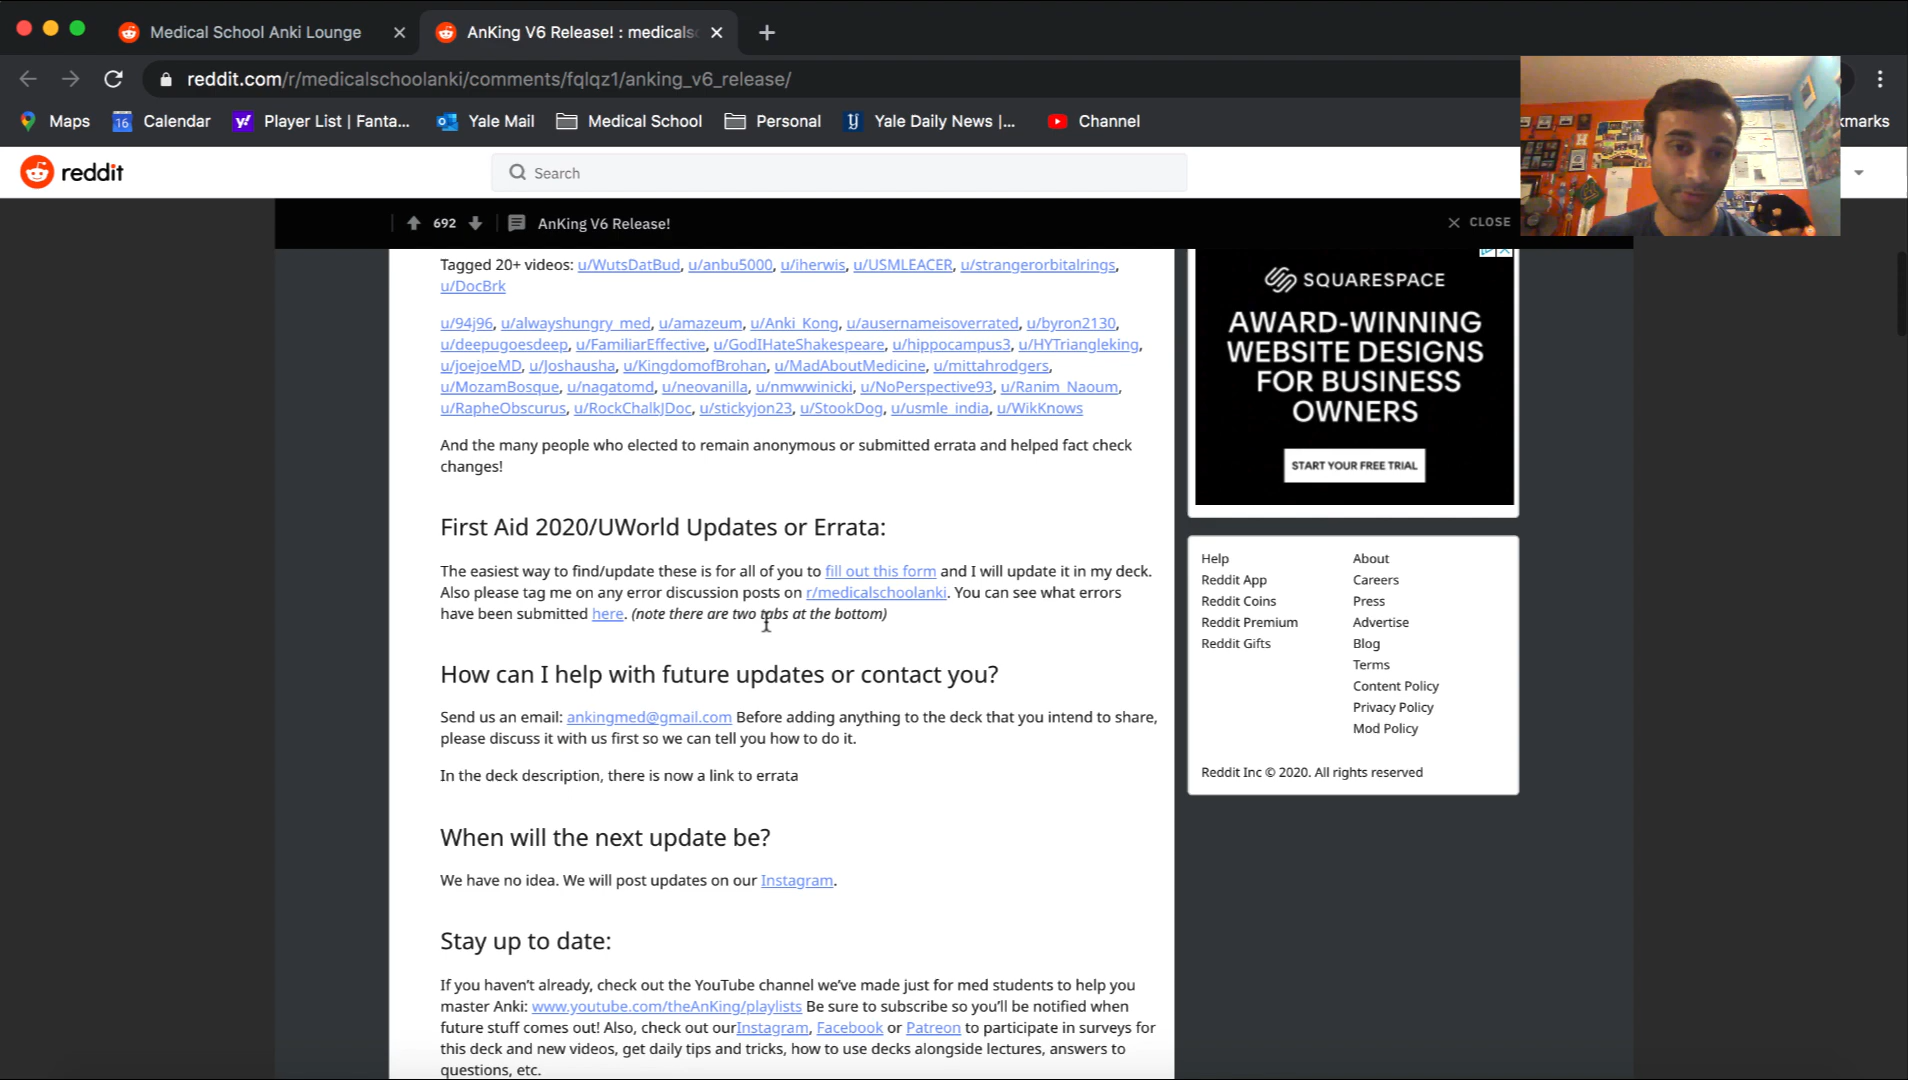 Medical School Anki Lounge
AnKing V6 Release! : medicals
reddit.com/r/medicalschoolanki/comments/fqlqz1/anking_v6_release/
Maps
16
Calendar
Player List | Fanta...
Yale Mail
Medical School
Personal
Yale Daily News |...
Channel
kmarks
reddit
Search
692
AnKing V6 Release!
CLOSE
Tagged 20+ videos: u/WutsDatBud, u/anbu5000, u/iherwis, u/USMLEACER, u/strangerorbitalrings,
u/DocBrk
u/94j96, u/alwayshungry_med, u/amazeum, u/Anki_Kong, u/ausernameisoverrated, u/byron2130,
u/deepugoesdeep, u/FamiliarEffective, u/GodIHateShakespeare, u/hippocampus3, u/HYTriangleking,
u/joejoeMD, u/Joshausha, u/KingdomofBrohan, u/MadAboutMedicine, u/mittahrodgers,
u/MozamBosque, u/nagatomd, u/neovanilla, u/nmwwinicki, u/NoPerspective93, u/Ranim_Naoum,
u/RapheObscurus, u/RockChalkJDoc, u/stickyjon23, u/StookDog, u/usmle_india, u/WikKnows
And the many people who elected to remain anonymous or submitted errata and helped fact check
changes!
First Aid 2020/UWorld Updates or Errata:
The easiest way to find/update these is for all of you to fill out this form and I will update it in my deck.
Also please tag me on any error discussion posts on r/medicalschoolanki. You can see what errors
have been submitted here. (note there are two tabs at the bottom)
How can I help with future updates or contact you?
Send us an email: ankingmed@gmail.com Before adding anything to the deck that you intend to share,
please discuss it with us first so we can tell you how to do it.
In the deck description, there is now a link to errata
When will the next update be?
We have no idea. We will post updates on our Instagram.
Stay up to date:
If you haven't already, check out the YouTube channel we've made just for med students to help you
master Anki: www.youtube.com/theAnKing/playlists Be sure to subscribe so you'll be notified when
future stuff comes out! Also, check out ourInstagram, Facebook or Patreon to participate in surveys for
this deck and new videos, get daily tips and tricks, how to use decks alongside lectures, answers to
questions, etc.
SQUARESPACE
AWARD-WINNING
WEBSITE DESIGNS
FOR BUSINESS
OWNERS
START YOUR FREE TRIAL
Help
About
Reddit App
Careers
Reddit Coins
Press
Reddit Premium
Advertise
Reddit Gifts
Blog
Terms
Content Policy
Privacy Policy
Mod Policy
Reddit Inc © 2020. All rights reserved